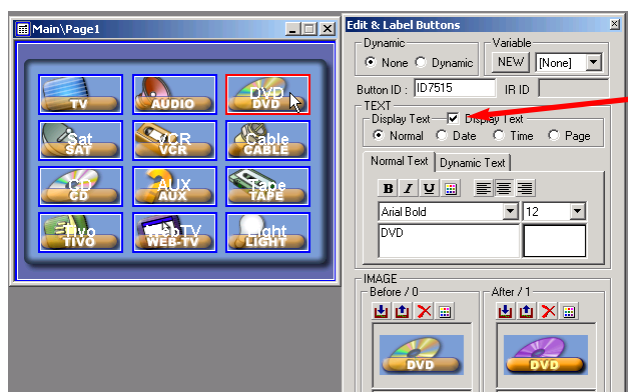 Main\Page1
TV
AUDIO
DVD
DVD
Sat
SAT
VCR
VCR
Cable
CABLE
CD
CD
AUX
AUX
Tape
TAPE
Tivo
TIVO
WebTV
WEB-TV
Light
LIGHT
Edit & Label Buttons
Dynamic
None
Dynamic
Variable
NEW
[None]
Button ID :
ID7515
IR ID
TEXT
Display Text
Display Text
Normal
Date
Time
Page
Normal Text
Dynamic Text
B I U
Arial Bold
12
DVD
IMAGE
Before / 0
After / 1
DVD
DVD